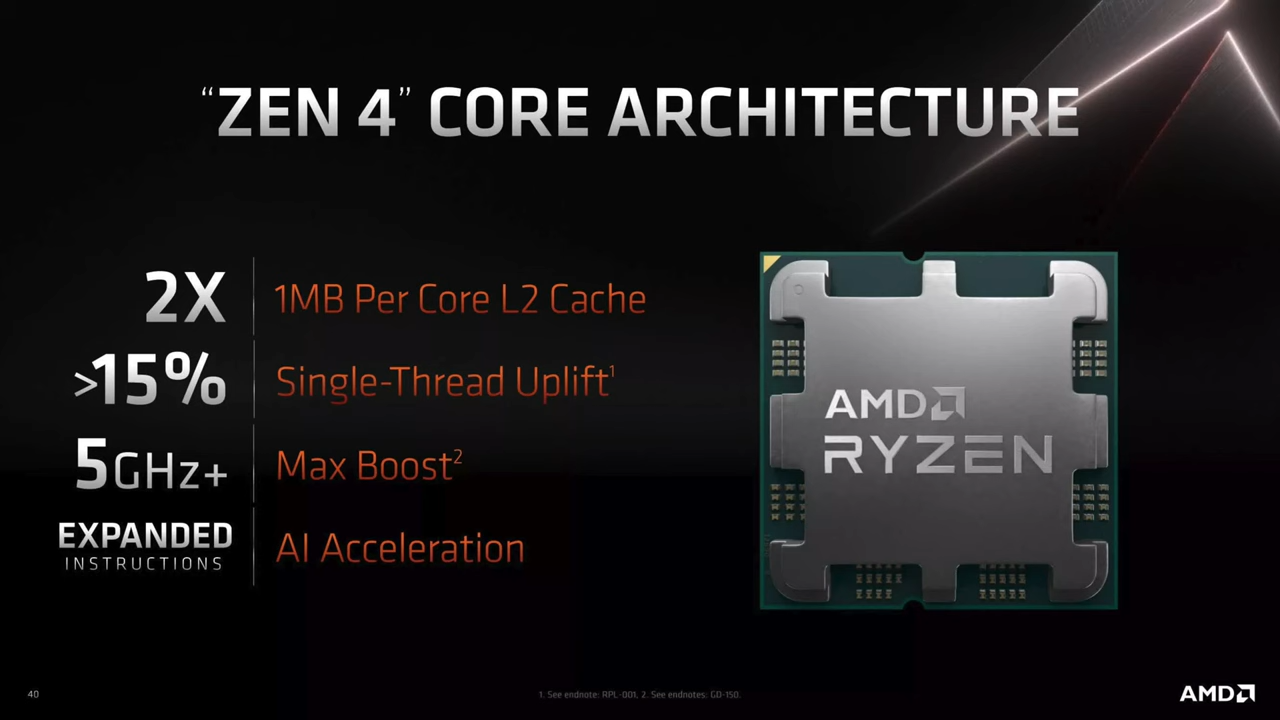 “ZEN 4” CORE ARCHITECTURE
2X 1MB Per Core L2 Cache
>15% Single-Thread Uplift¹
5GHz+ Max Boost²
EXPANDED
INSTRUCTIONS
AI Acceleration
AMD
RYZEN
40
1. See endnote: RPL-001, 2. See endnotes: GD-150.
AMD